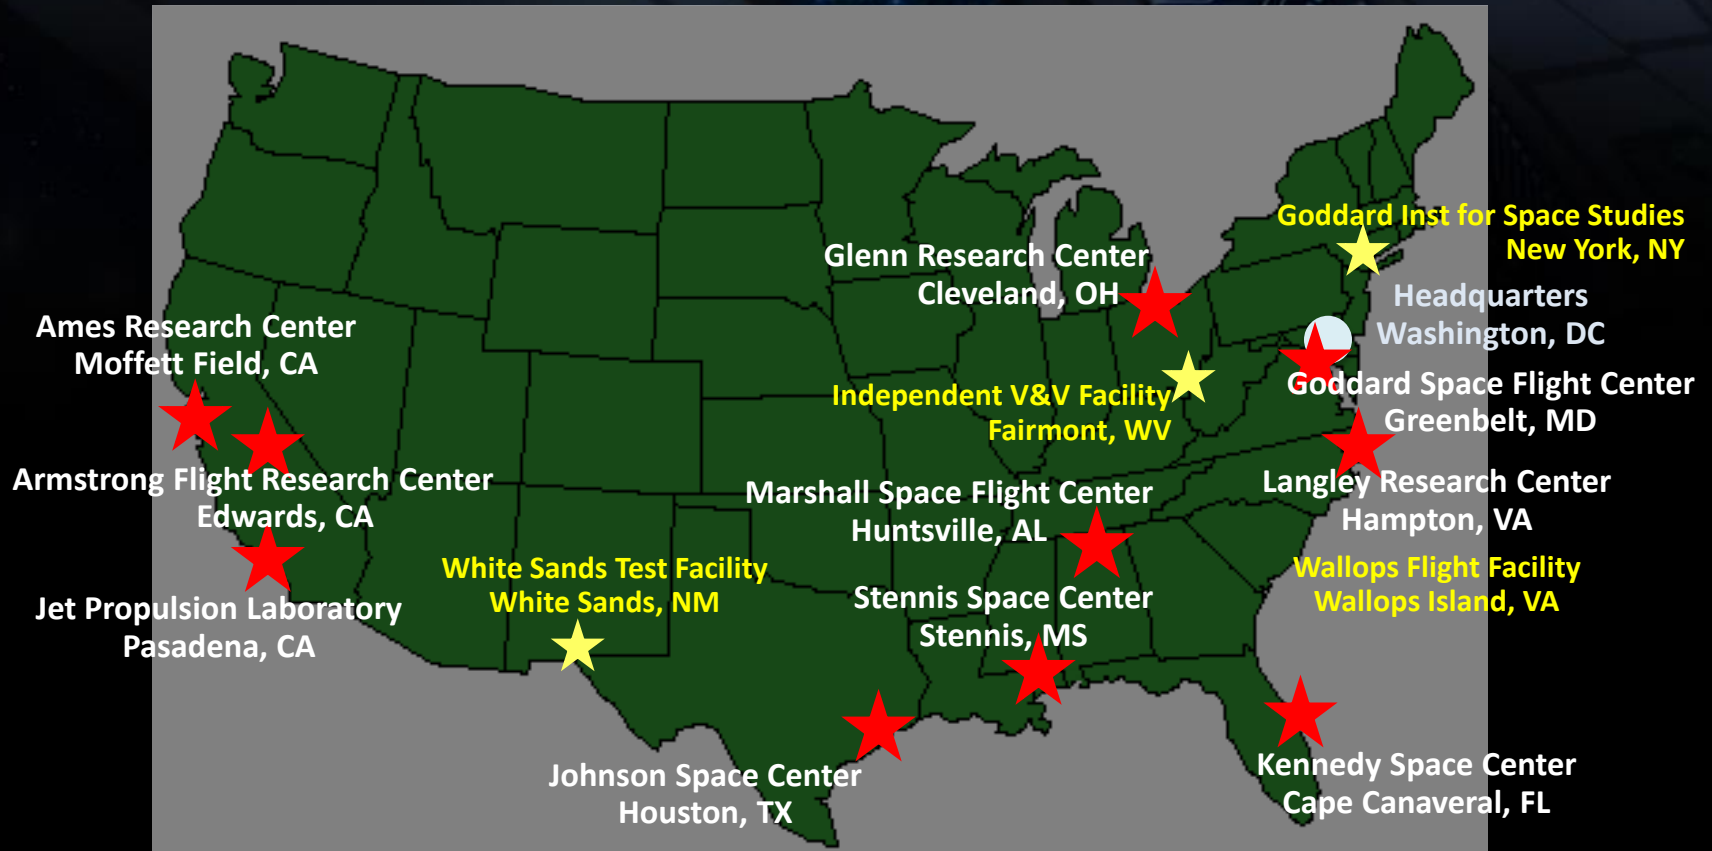 Goddard Inst for Space Studies
New York, NY
Glenn Research Center
Cleveland, OH
Headquarters
Washington, DC
Ames Research Center
Moffett Field, CA
Independent V&V Facility
Fairmont, WV
Goddard Space Flight Center
Greenbelt, MD
Armstrong Flight Research Center
Edwards, CA
Marshall Space Flight Center
Huntsville, AL
Langley Research Center
Hampton, VA
White Sands Test Facility
White Sands, NM
Wallops Flight Facility
Wallops Island, VA
Jet Propulsion Laboratory
Pasadena, CA
Stennis Space Center
Stennis, MS
Johnson Space Center
Houston, TX
Kennedy Space Center
Cape Canaveral, FL